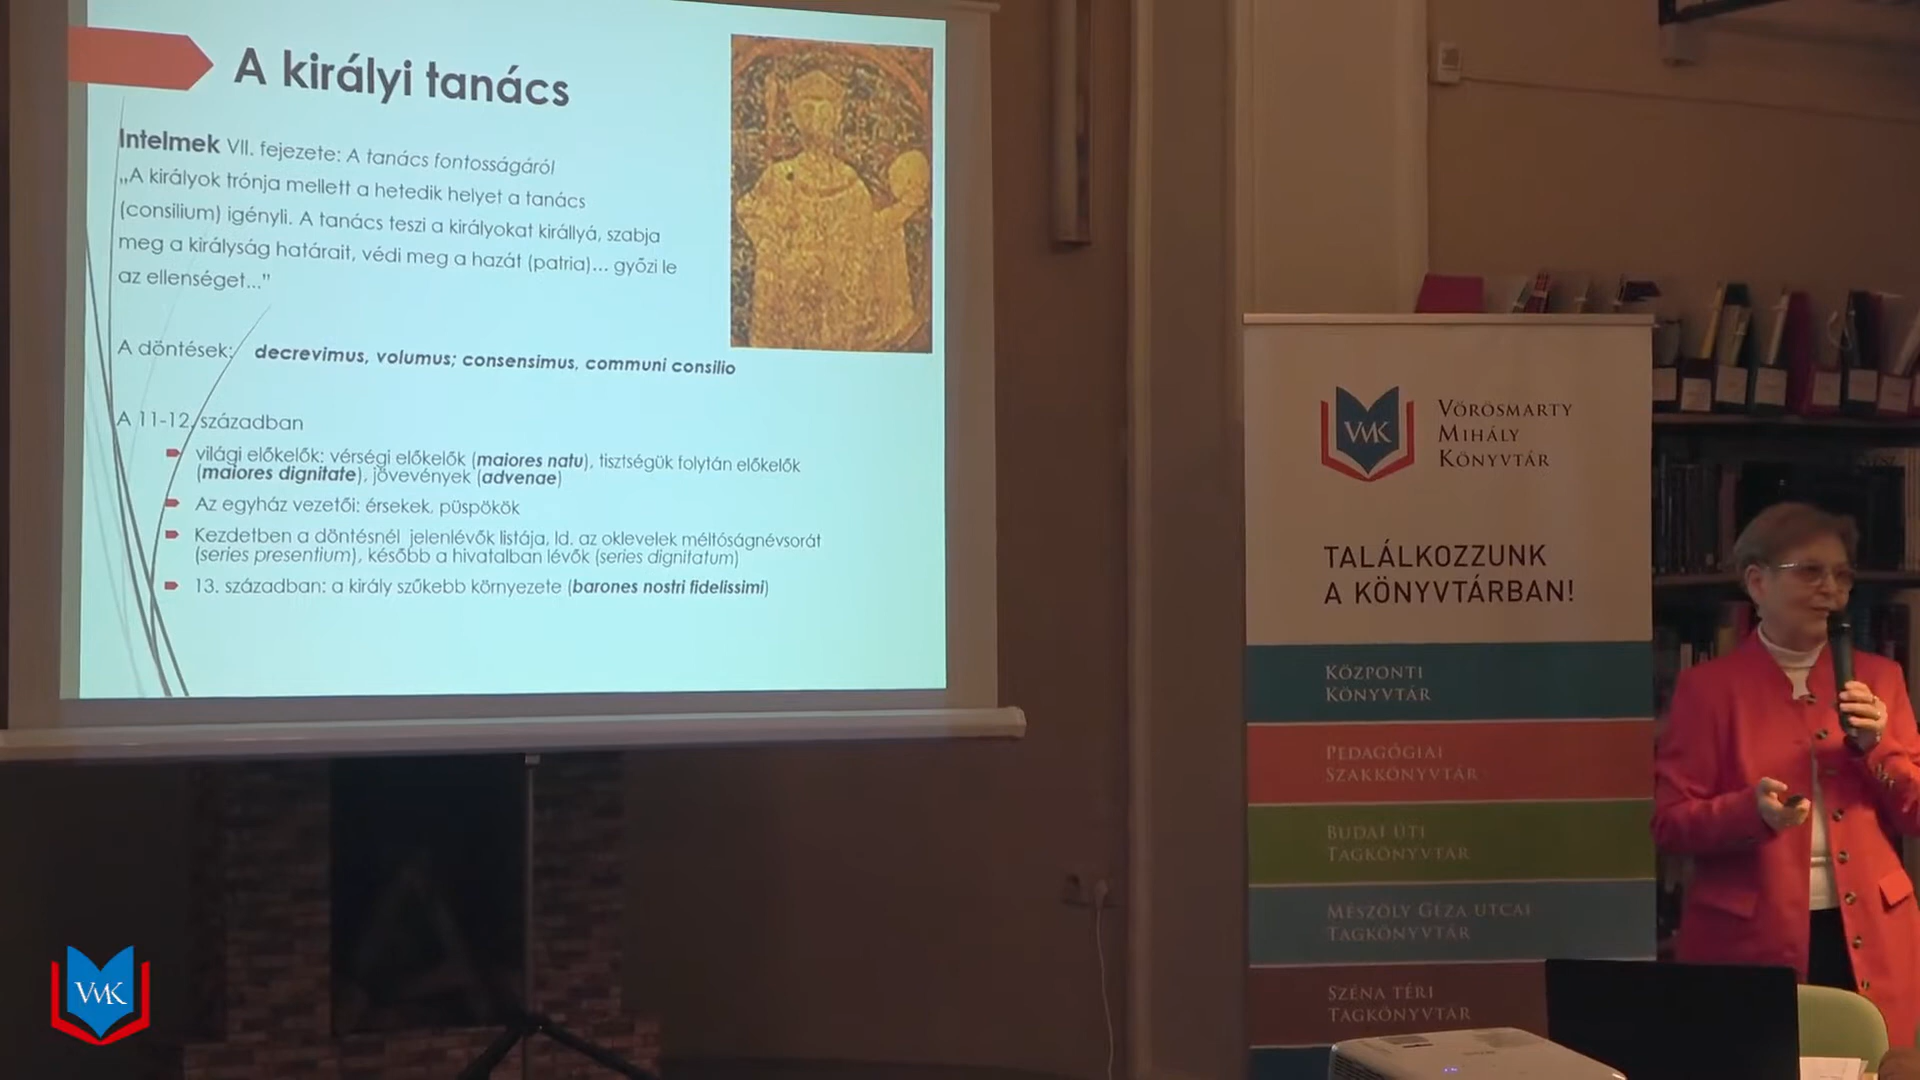 A királyi tanács
Intelmek VII. fejezete: A tanács fontosságáról
„A királyok trónja mellett a hetedik helyet a tanács
(consilium) igényli. A tanács teszi a királyokat királlyá, szabja
meg a királyság határait, védi meg a hazát (patria)... győzi le
az ellenséget...”
A döntések: decrevimus, volumus; consensimus, communi consilio
A 11-12. században
világi előkelők: vérségi előkelők (maiores natu), tisztségük folytán előkelők
(maiores dignitate), jövevények (advenae)
Az egyház vezetői: érsekek, püspökök
Kezdetben a döntésnél jelenlévők listája, ld. az oklevelek méltóságnévsorát
(series presentium), később a hivatalban lévők (series dignitatum)
13. században: a király szűkebb környezete (barones nostri fidelissimi)
VMK
VÖRÖSMARTY
MIHÁLY
KÖNYVTÁR
TALÁLKOZZUNK
A KÖNYVTÁRBAN!
KÖZPONTI
KÖNYVTÁR
PEDAGÓGIAI
SZAKKÖNYVTÁR
BUDAI ÚTI
TAGKÖNYVTÁR
MÉSZÖLY GÉZA UTCAI
TAGKÖNYVTÁR
SZÉNA TÉRI
TAGKÖNYVTÁR
VMK